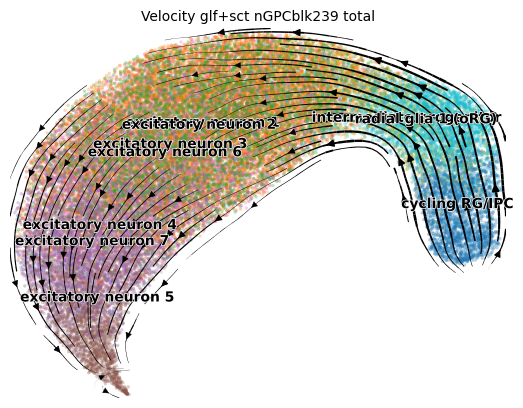 Velocity glf+sct nGPCblk239 total
radial glia 1(oRG)
excitatory neuron 2
excitatory neuron 3
excitatory neuron 6
cycling RG/IPC
excitatory neuron 4
excitatory neuron 7
excitatory neuron 5